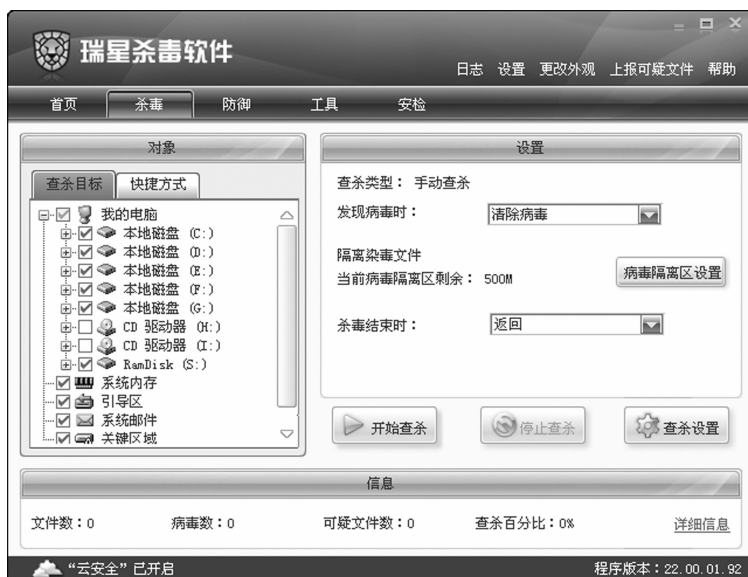 瑞星杀毒软件
日志 设置 更改外观 上报可疑文件 帮助
首页 杀毒 防御 工具 安检
对象
查杀目标 快捷方式
我的电脑
本地磁盘 (C:)
本地磁盘 (D:)
本地磁盘 (E:)
本地磁盘 (F:)
本地磁盘 (G:)
CD 驱动器 (H:)
CD 驱动器 (I:)
RamDisk (S:)
系统内存
引导区
系统邮件
关键区域
设置
查杀类型： 手动查杀
发现病毒时： 清除病毒
隔离染毒文件
当前病毒隔离区剩余： 500M 病毒隔离区设置
杀毒结束时： 返回
开始查杀 停止查杀 查杀设置
信息
文件数：0 病毒数：0 可疑文件数：0 查杀百分比：0% 详细信息
“云安全”已开启 程序版本：22.00.01.92